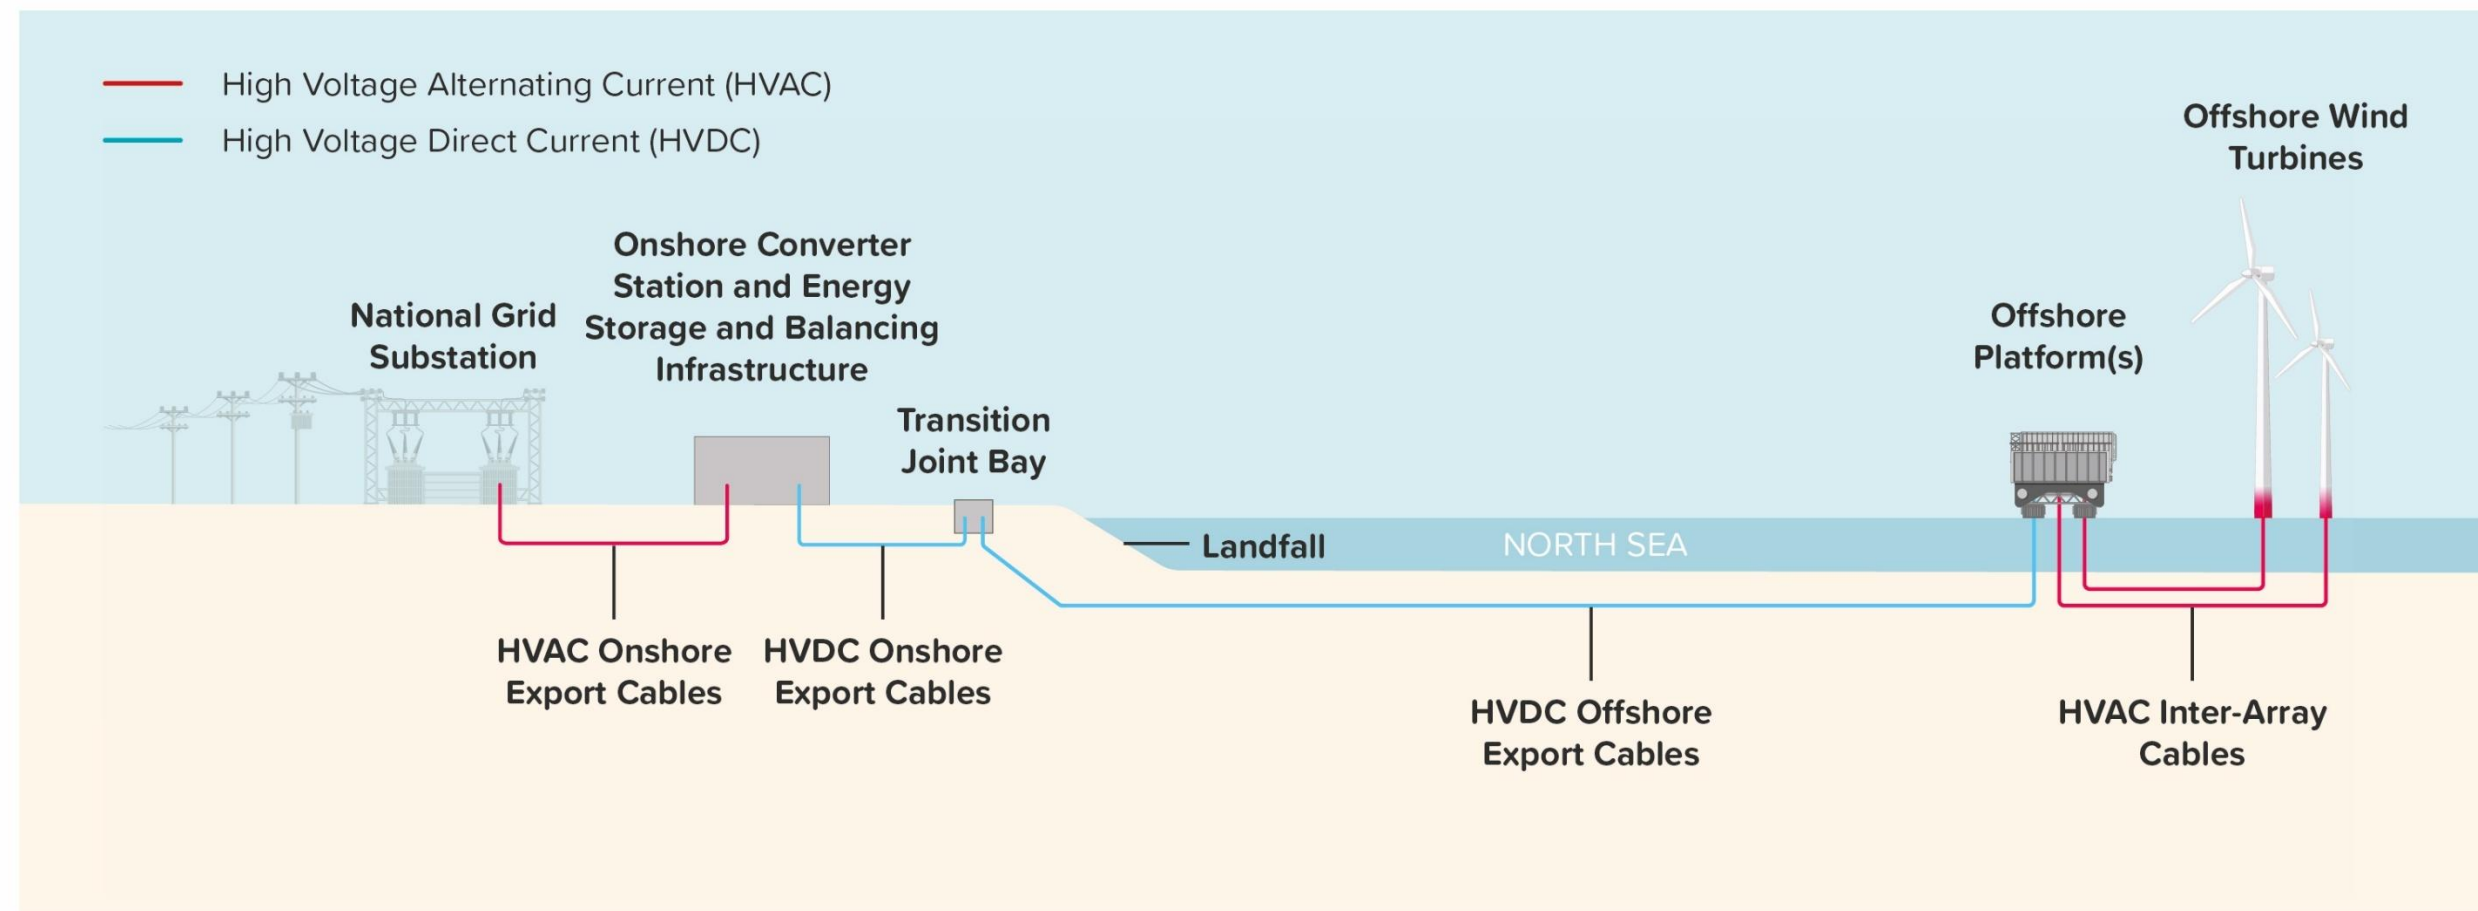 High Voltage Alternating Current (HVAC)
High Voltage Direct Current (HVDC)
Offshore Wind
Turbines
Onshore Converter
Station and Energy
Storage and Balancing
Infrastructure
National Grid
Substation
Offshore
Platform(s)
Transition
Joint Bay
Landfall
NORTH SEA
HVAC Onshore
Export Cables
HVDC Onshore
Export Cables
HVDC Offshore
Export Cables
HVAC Inter-Array
Cables